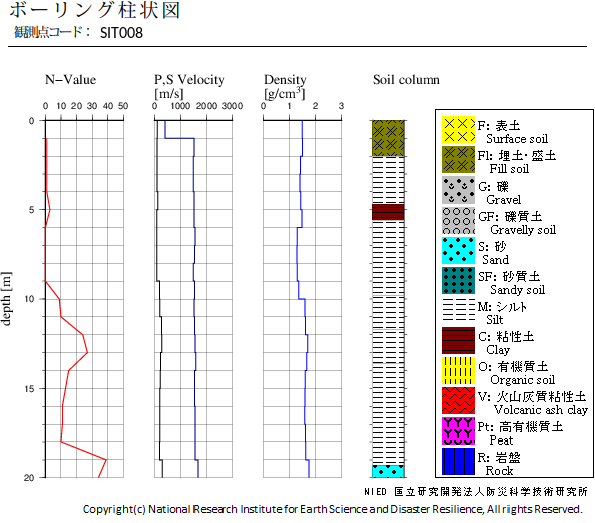 ボーリング柱状図
観測点コード： SIT008
N−Value
P,S Velocity
[m/s]
Density
[g/cm³]
Soil column
0 10 20 30 40 50
0 1000 2000 3000
0 1 2 3
depth [m]
0
5
10
15
20
F: 表土
Surface soil
Fl: 埋土・盛土
Fill soil
G: 礫
Gravel
GF: 礫質土
Gravelly soil
S: 砂
Sand
SF: 砂質土
Sandy soil
M: シルト
Silt
C: 粘性土
Clay
O: 有機質土
Organic soil
V: 火山灰質粘性土
Volcanic ash clay
Pt: 高有機質土
Peat
R: 岩盤
Rock
NIED 国立研究開発法人防災科学技術研究所
Copyright(c) National Research Institute for Earth Science and Disaster Resilience, All rights Reserved.